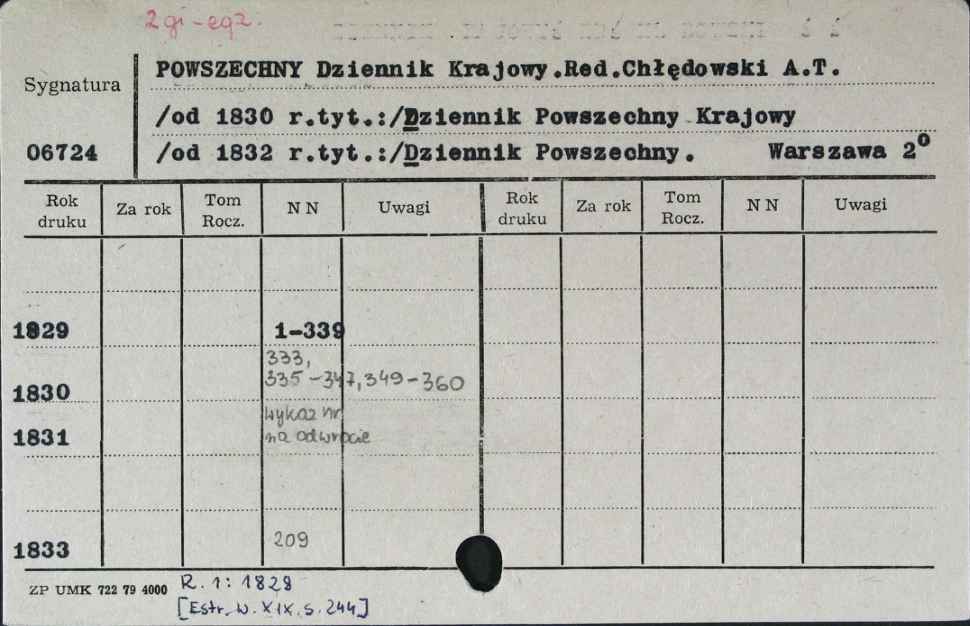 2gi-egz.
Sygnatura
POWSZECHNY Dziennik Krajowy.Red.Chłędowski A.T.
/od 1830 r.tyt.:/Dziennik Powszechny Krajowy
06724
/od 1832 r.tyt.:/Dziennik Powszechny. Warszawa 2⁰
Rok druku Za rok Tom Rocz. N N Uwagi Rok druku Za rok Tom Rocz. N N Uwagi
1829 1-339
333,
1830 335-347,349-360
wykaz nr
1831 na odwrocie
1833 209
ZP UMK 722 79 4000 R. 1: 1829
[Estr. w. XIX. s. 244]